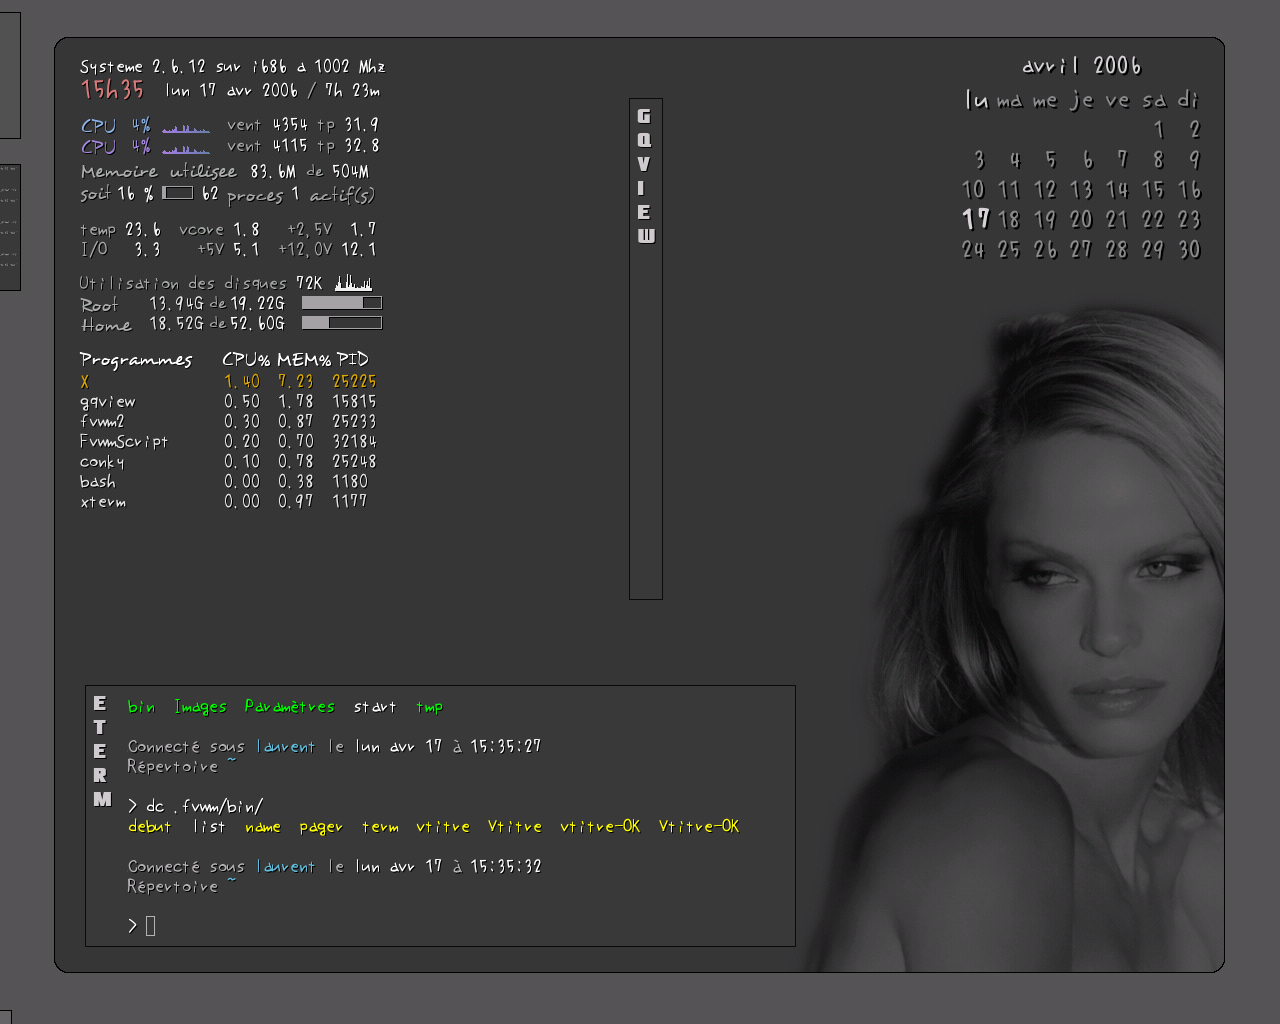 Systeme 2.6.12 sur i686 a 1002 Mhz
15h35 lun 17 avr 2006 / 7h 23m
CPU 4% vent 4354 tp 31.9
CPU 4% vent 4115 tp 32.8
Memoire utilisee 83.6M de 504M
soit 16 % 62 proces 1 actif(s)
temp 23.6 vcore 1.8 +2,5V 1.7
I/O 3.3 +5V 5.1 +12,0V 12.1
Utilisation des disques 72K
Root 13.94G de 19.22G
Home 18.52G de 52.60G
Programmes CPU% MEM% PID
X 1.40 7.23 25225
gqview 0.50 1.78 15815
fvwm2 0.30 0.87 25233
FvwmScript 0.20 0.70 32184
conky 0.10 0.78 25248
bash 0.00 0.38 1180
xterm 0.00 0.97 1177
GQVIEW
avril 2006
lu ma me je ve sa di
1 2
3 4 5 6 7 8 9
10 11 12 13 14 15 16
17 18 19 20 21 22 23
24 25 26 27 28 29 30
ETERM
bin Images Paramètres start tmp
Connecté sous laurent le lun avr 17 à 15:35:27
Répertoire ~
> dc .fvwm/bin/
debut list name pager term vtitre Vtitre vtitre-OK Vtitre-OK
Connecté sous laurent le lun avr 17 à 15:35:32
Répertoire ~
>